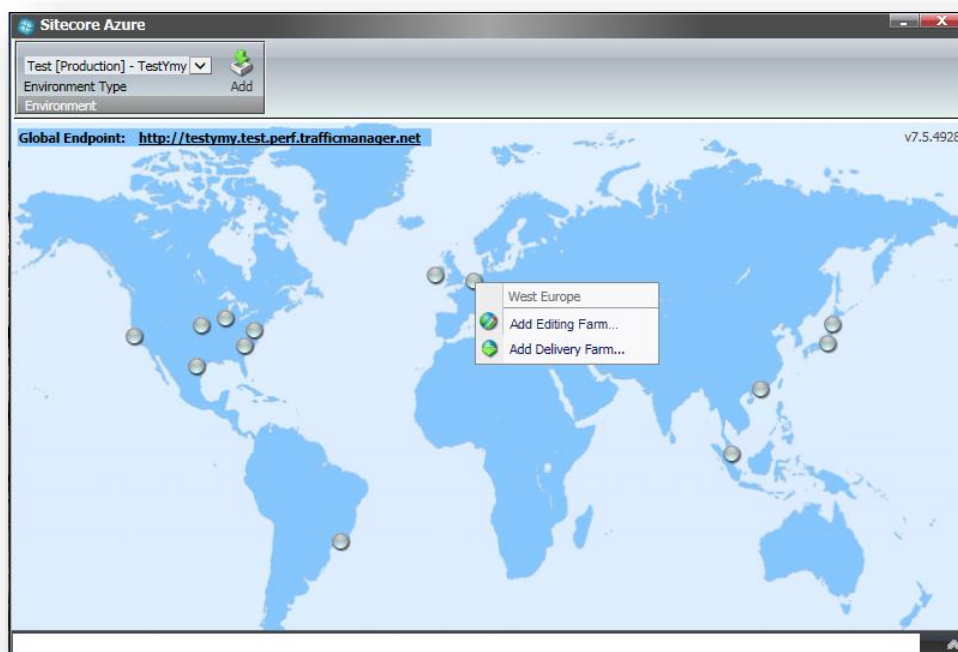 Sitecore Azure
Test [Production] - TestYmy
Environment Type
Add
Environment
Global Endpoint: http://testymy.test.perf.trafficmanager.net
v7.5.4928
West Europe
Add Editing Farm...
Add Delivery Farm...